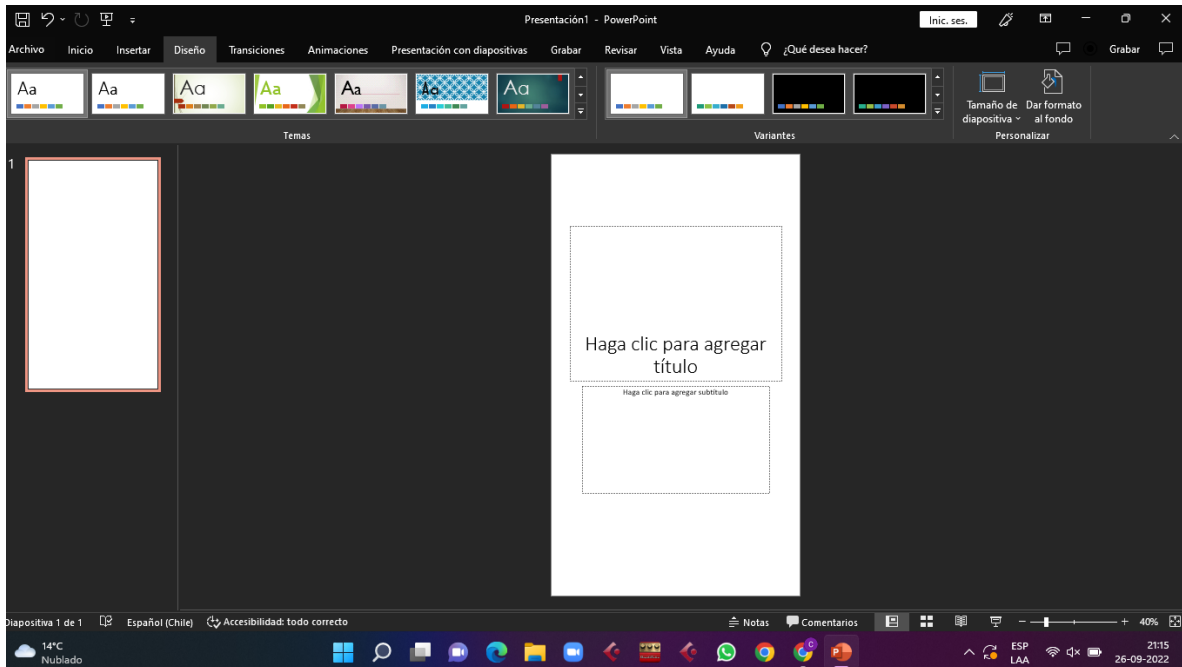 Presentación1 - PowerPoint
Inic. ses.
Archivo Inicio Insertar Diseño Transiciones Animaciones Presentación con diapositivas Grabar Revisar Vista Ayuda ¿Qué desea hacer? Grabar
Aa Aa Aa Aa Aa Aa Aa
Tamaño de diapositiva
Dar formato al fondo
Temas Variantes Personalizar
1
Haga clic para agregar
título
Haga clic para agregar subtítulo
Diapositiva 1 de 1 Español (Chile) Accesibilidad: todo correcto Notas Comentarios 40%
14°C
Nublado
ESP
LAA
21:15
26-09-2022